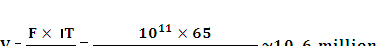 F × IT 10¹¹ × 65
V = = ≈10.6 million